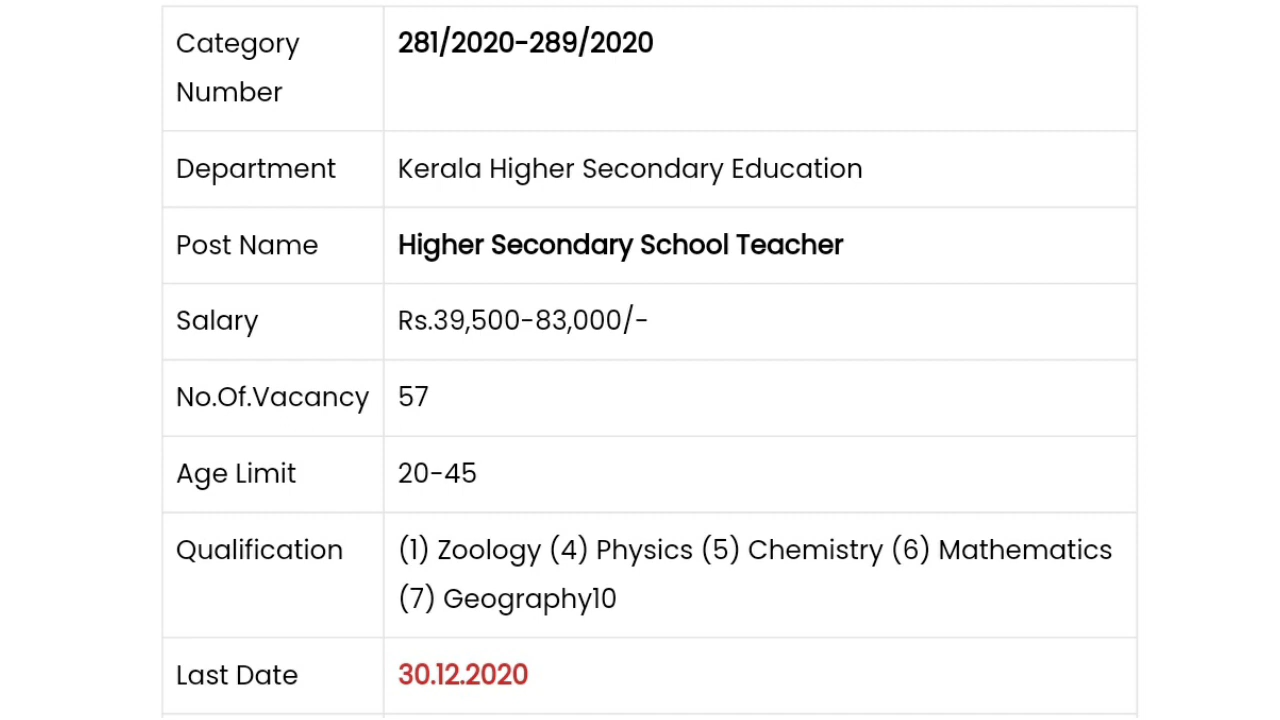 Category
Number
281/2020-289/2020
Department
Kerala Higher Secondary Education
Post Name
Higher Secondary School Teacher
Salary
Rs.39,500-83,000/-
No.Of.Vacancy
57
Age Limit
20-45
Qualification
(1) Zoology (4) Physics (5) Chemistry (6) Mathematics
(7) Geography10
Last Date
30.12.2020